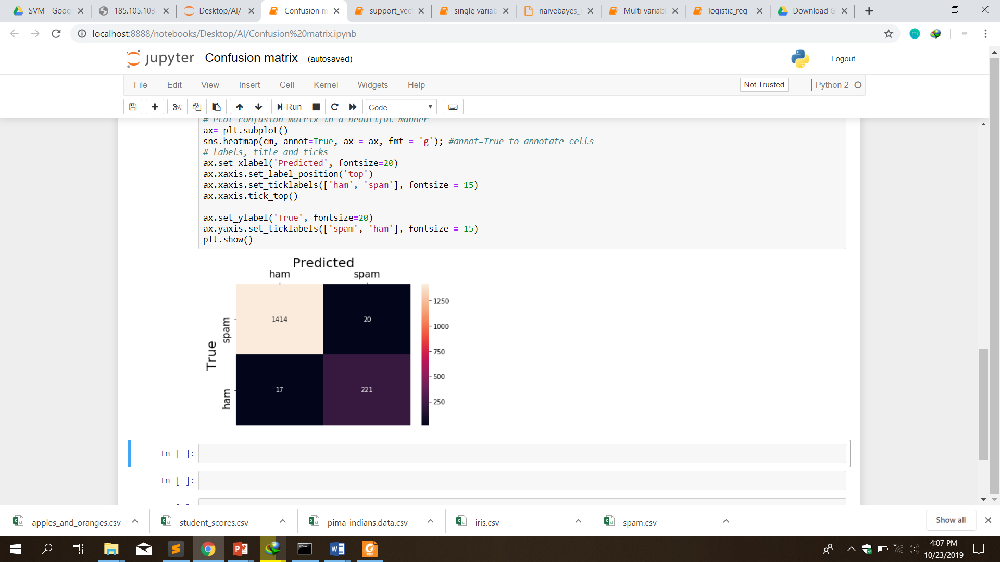 SVM - Goog
185.105.103.
Desktop/AI/
Confusion m
support_vect
single variab
naivebayes_
Multi variabl
logistic_reg
Download G
localhost:8888/notebooks/Desktop/AI/Confusion%20matrix.ipynb
m
jupyter Confusion matrix (autosaved)
Logout
File Edit View Insert Cell Kernel Widgets Help
Not Trusted Python 2
Run
Code
# Plot confusion matrix in a beautiful manner
ax= plt.subplot()
sns.heatmap(cm, annot=True, ax = ax, fmt = 'g'); #annot=True to annotate cells
# labels, title and ticks
ax.set_xlabel('Predicted', fontsize=20)
ax.xaxis.set_label_position('top')
ax.xaxis.set_ticklabels(['ham', 'spam'], fontsize = 15)
ax.xaxis.tick_top()
ax.set_ylabel('True', fontsize=20)
ax.yaxis.set_ticklabels(['spam', 'ham'], fontsize = 15)
plt.show()
Predicted
ham spam
True
spam
ham
1414 20
17 221
1250
1000
750
500
250
In [ ]:
In [ ]:
apples_and_oranges.csv
student_scores.csv
pima-indians.data.csv
iris.csv
spam.csv
Show all
4:07 PM
10/23/2019